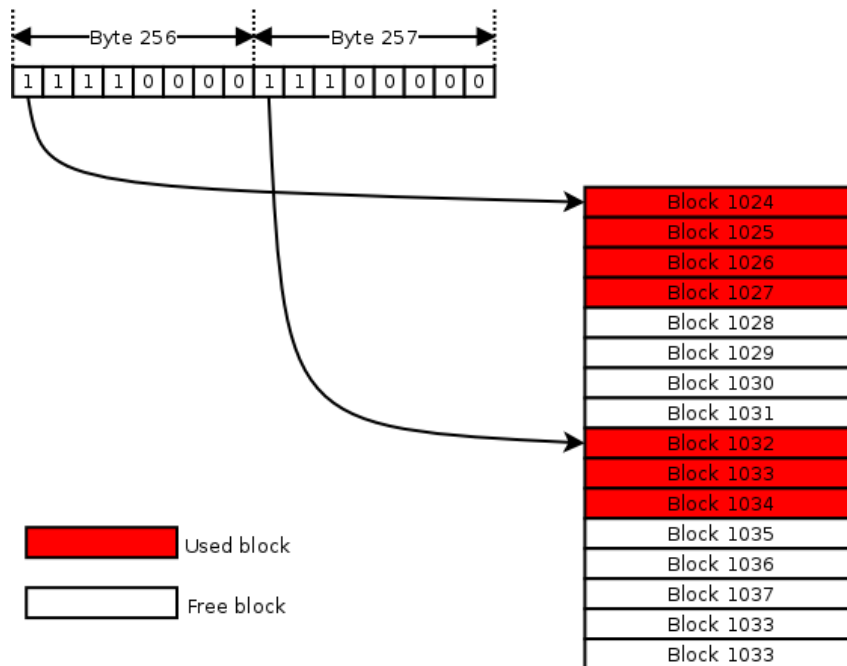 Byte 256 Byte 257
1 1 1 1 0 0 0 0 1 1 1 0 0 0 0 0
Block 1024
Block 1025
Block 1026
Block 1027
Block 1028
Block 1029
Block 1030
Block 1031
Block 1032
Block 1033
Block 1034
Block 1035
Block 1036
Block 1037
Block 1033
Block 1033
Used block
Free block